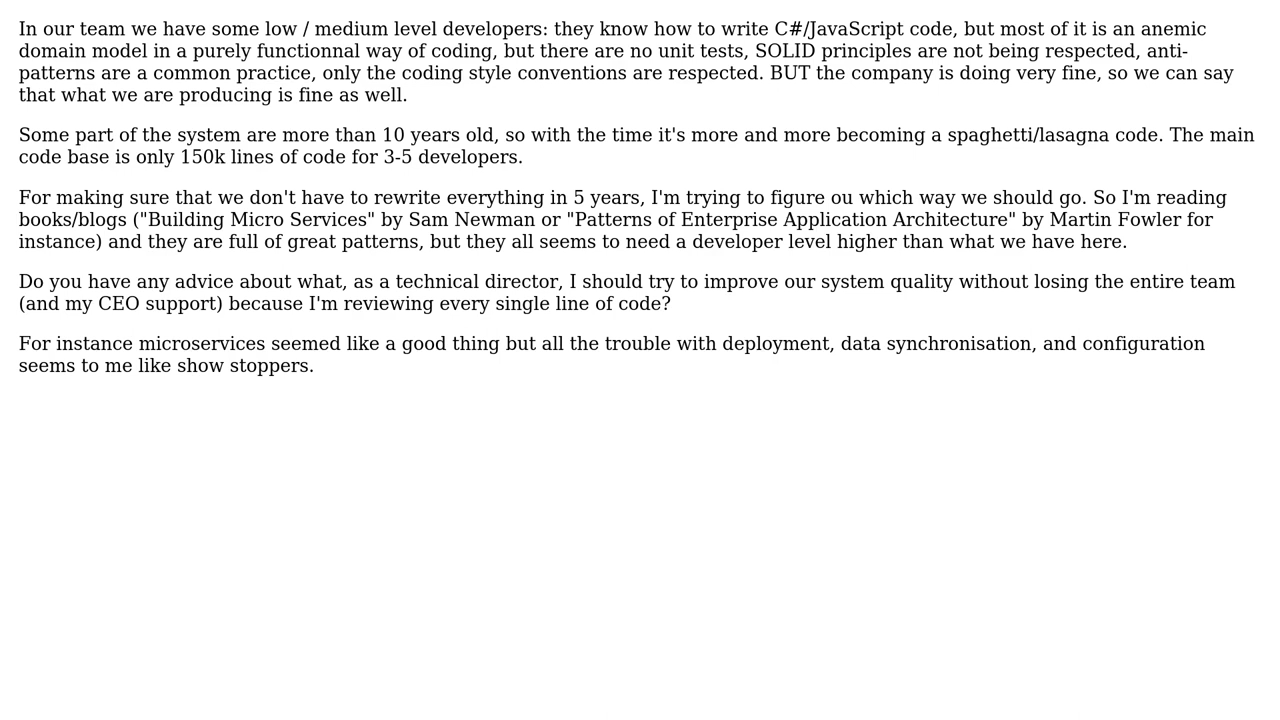 In our team we have some low / medium level developers: they know how to write C#/JavaScript code, but most of it is an anemic
domain model in a purely functionnal way of coding, but there are no unit tests, SOLID principles are not being respected, anti-
patterns are a common practice, only the coding style conventions are respected. BUT the company is doing very fine, so we can say
that what we are producing is fine as well.
Some part of the system are more than 10 years old, so with the time it's more and more becoming a spaghetti/lasagna code. The main
code base is only 150k lines of code for 3-5 developers.
For making sure that we don't have to rewrite everything in 5 years, I'm trying to figure ou which way we should go. So I'm reading
books/blogs ("Building Micro Services" by Sam Newman or "Patterns of Enterprise Application Architecture" by Martin Fowler for
instance) and they are full of great patterns, but they all seems to need a developer level higher than what we have here.
Do you have any advice about what, as a technical director, I should try to improve our system quality without losing the entire team
(and my CEO support) because I'm reviewing every single line of code?
For instance microservices seemed like a good thing but all the trouble with deployment, data synchronisation, and configuration
seems to me like show stoppers.